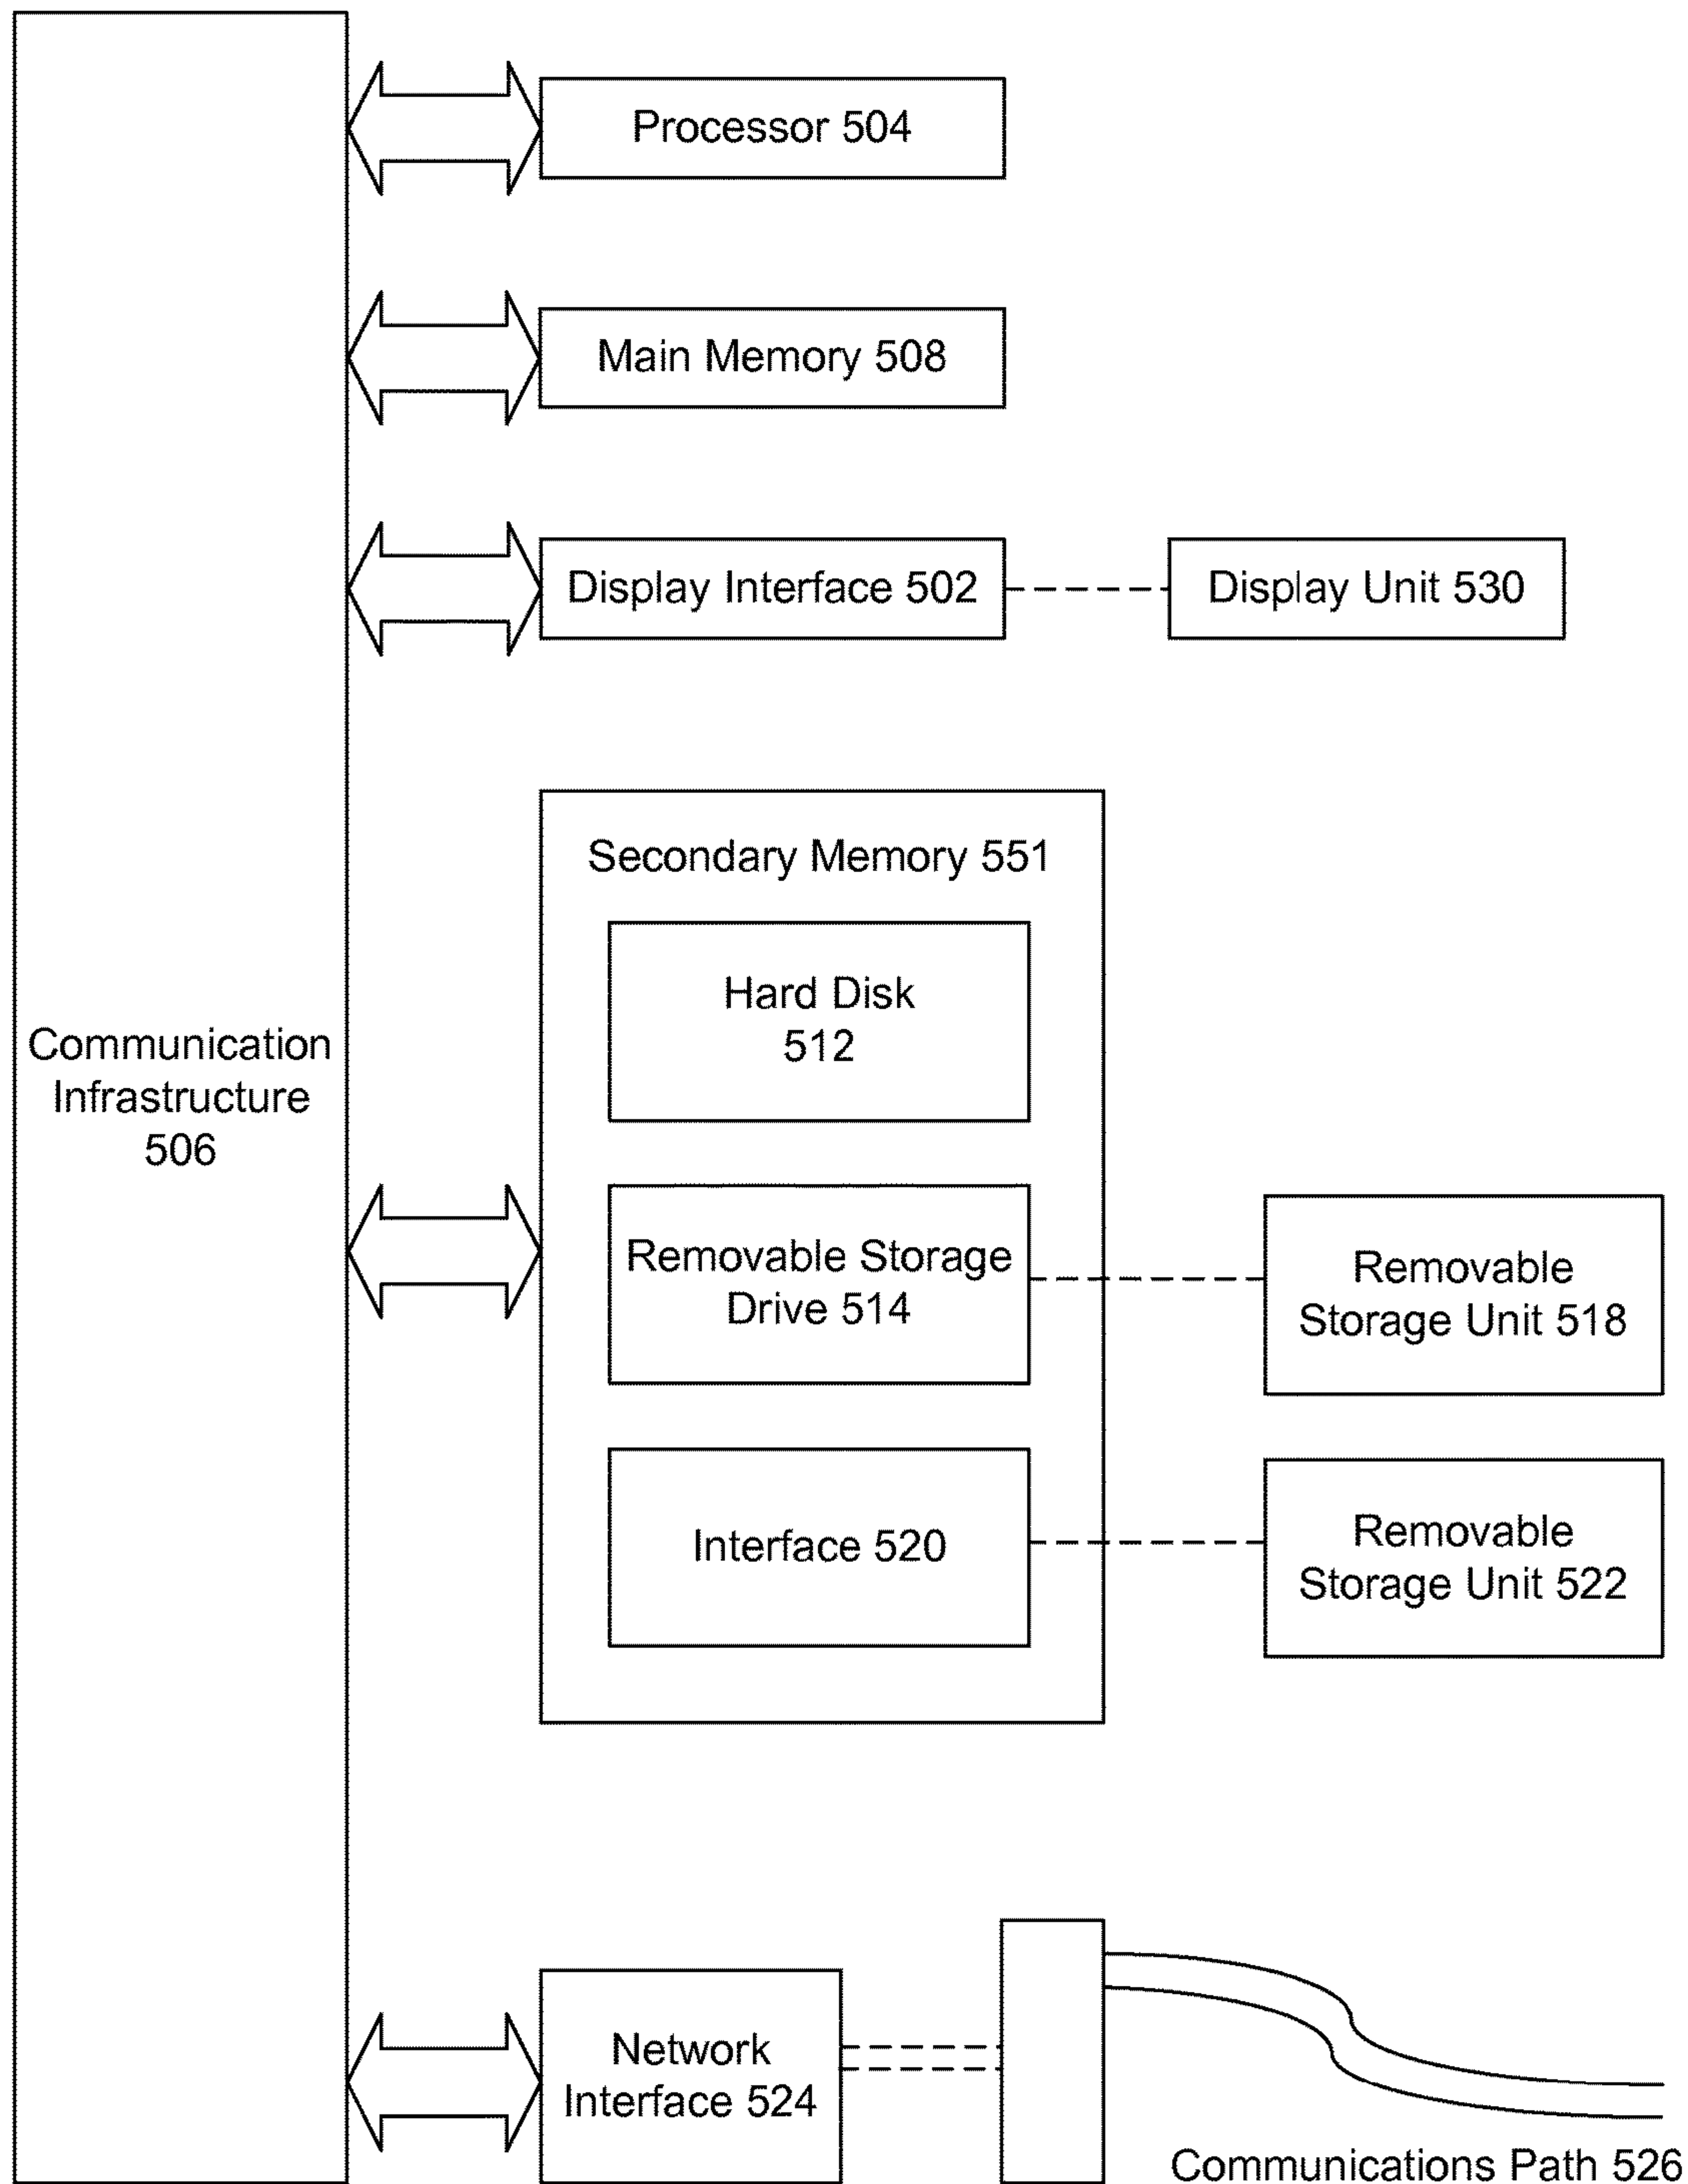 Processor 504
Main Memory 508
Display Interface 502
Display Unit 530
Secondary Memory 551
Hard Disk
512
Communication
Infrastructure
506
Removable Storage
Drive 514
Removable
Storage Unit 518
Interface 520
Removable
Storage Unit 522
Network
Interface 524
Communications Path 526